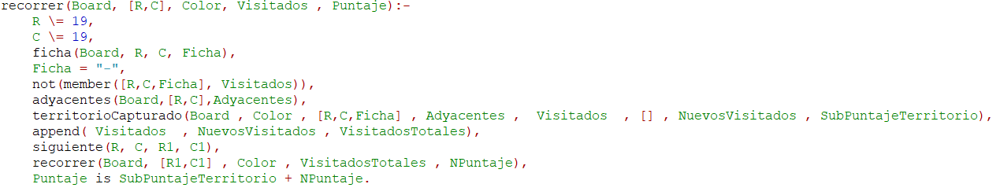 recorrer(Board, [R,C], Color, Visitados , Puntaje):-
    R \= 19,
    C \= 19,
    ficha(Board, R, C, Ficha),
    Ficha = "-",
    not(member([R,C,Ficha], Visitados)),
    adyacentes(Board,[R,C],Adyacentes),
    territorioCapturado(Board , Color , [R,C,Ficha] , Adyacentes ,  Visitados  , [] , NuevosVisitados , SubPuntajeTerritorio),
    append( Visitados  , NuevosVisitados , VisitadosTotales),
    siguiente(R, C, R1, C1),
    recorrer(Board, [R1,C1] , Color , VisitadosTotales , NPuntaje),
    Puntaje is SubPuntajeTerritorio + NPuntaje.